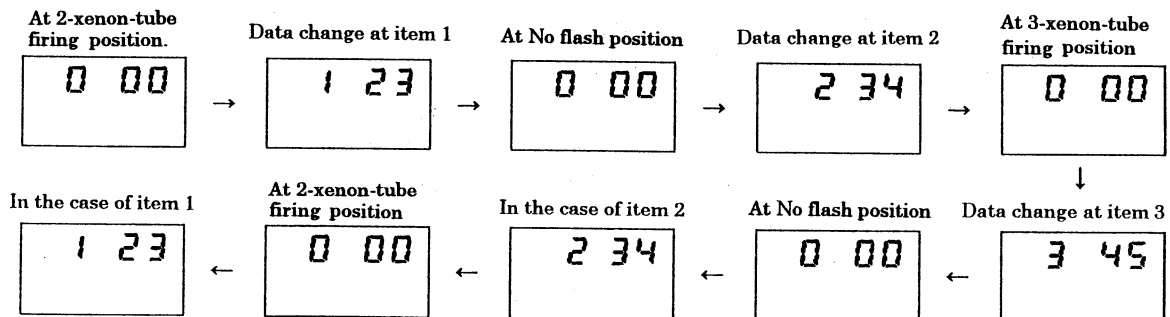 At 2-xenon-tube
firing position.
0 00
→
Data change at item 1
1 23
→
At No flash position
0 00
→
Data change at item 2
2 34
→
At 3-xenon-tube
firing position
0 00
↓
Data change at item 3
3 45
←
At No flash position
0 00
←
In the case of item 2
2 34
←
At 2-xenon-tube
firing position
0 00
←
In the case of item 1
1 23